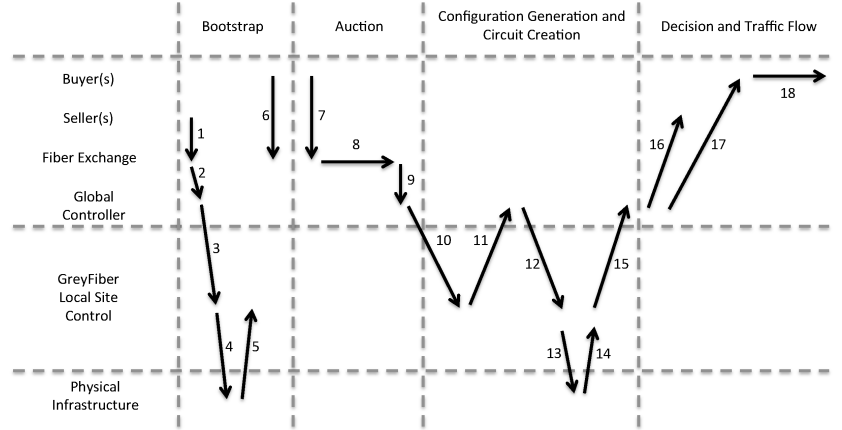 Bootstrap
Auction
Configuration Generation and
Circuit Creation
Decision and Traffic Flow
Buyer(s)
Seller(s)
Fiber Exchange
Global
Controller
GreyFiber
Local Site
Control
Physical
Infrastructure
1
2
3
4
5
6
7
8
9
10
11
12
13
14
15
16
17
18